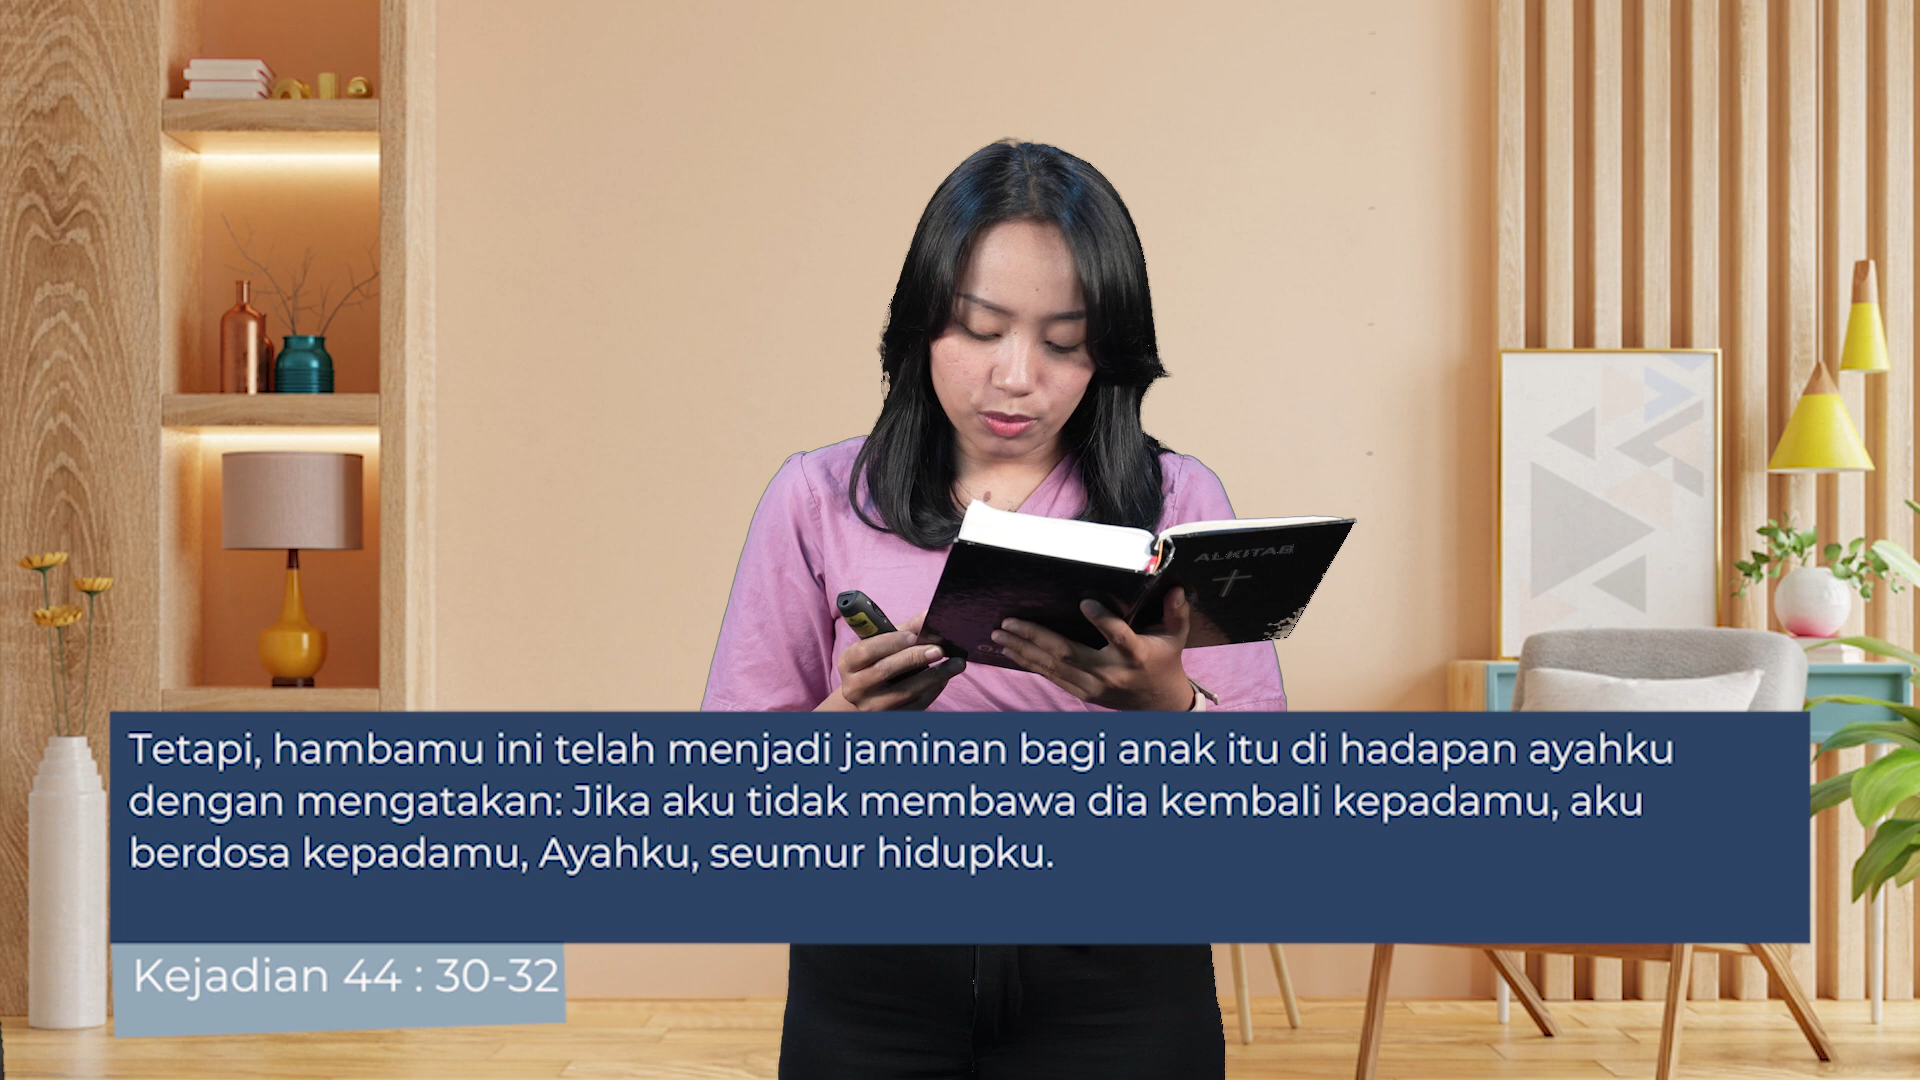 ALKITAB
Tetapi, hambamu ini telah menjadi jaminan bagi anak itu di hadapan ayahku
dengan mengatakan: Jika aku tidak membawa dia kembali kepadamu, aku
berdosa kepadamu, Ayahku, seumur hidupku.
Kejadian 44 : 30-32